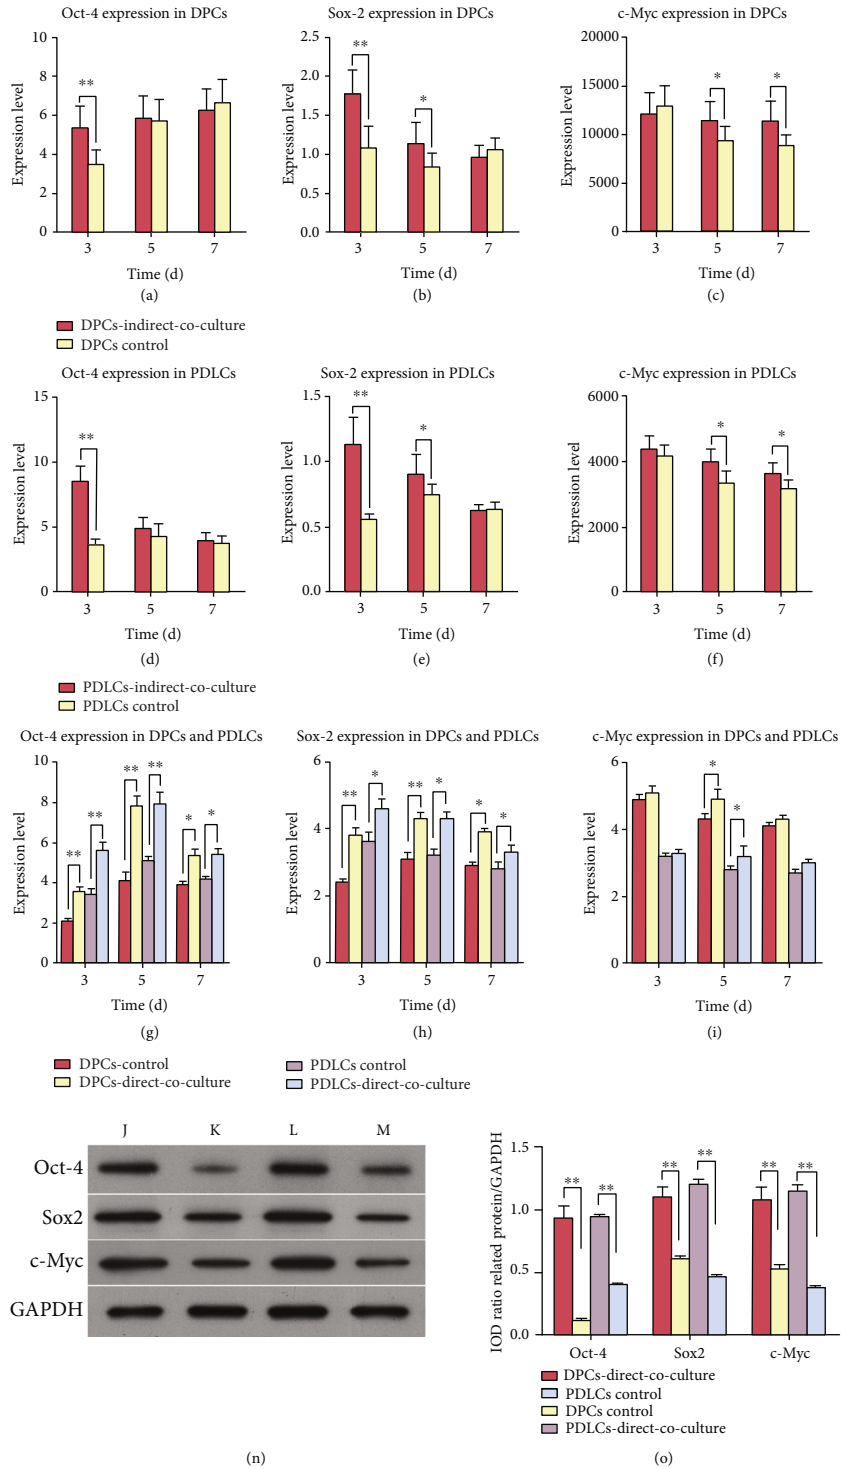 Oct-4 expression in DPCs
Sox-2 expression in DPCs
c-Myc expression in DPCs
Expression level
10
8
6
4
2
0
**
3
5
7
Time (d)
(a)
Expression level
2.5
2.0
1.5
1.0
0.5
0.0
**
*
3
5
7
Time (d)
(b)
Expression level
20000
15000
10000
5000
0
*
*
3
5
7
Time (d)
(c)
DPCs-indirect-co-culture
DPCs control
Oct-4 expression in PDLCs
Sox-2 expression in PDLCs
c-Myc expression in PDLCs
Expression level
15
10
5
0
**
3
5
7
Time (d)
(d)
Expression level
1.5
1.0
0.5
0.0
**
*
3
5
7
Time (d)
(e)
Expression level
6000
4000
2000
0
*
*
3
5
7
Time (d)
(f)
PDLCs-indirect-co-culture
PDLCs control
Oct-4 expression in DPCs and PDLCs
Sox-2 expression in DPCs and PDLCs
c-Myc expression in DPCs and PDLCs
Expression level
10
8
6
4
2
0
**
**
**
**
*
*
3
5
7
Time (d)
(g)
Expression level
6
4
2
0
**
*
**
*
*
*
3
5
7
Time (d)
(h)
Expression level
6
4
2
0
*
*
3
5
7
Time (d)
(i)
DPCs-control
DPCs-direct-co-culture
PDLCs control
PDLCs-direct-co-culture
J K L M
Oct-4
Sox2
c-Myc
GAPDH
(n)
IOD ratio related protein/GAPDH
1.5
1.0
0.5
0.0
**
**
**
**
**
**
Oct-4
Sox2
c-Myc
DPCs-direct-co-culture
PDLCs control
DPCs control
PDLCs-direct-co-culture
(o)